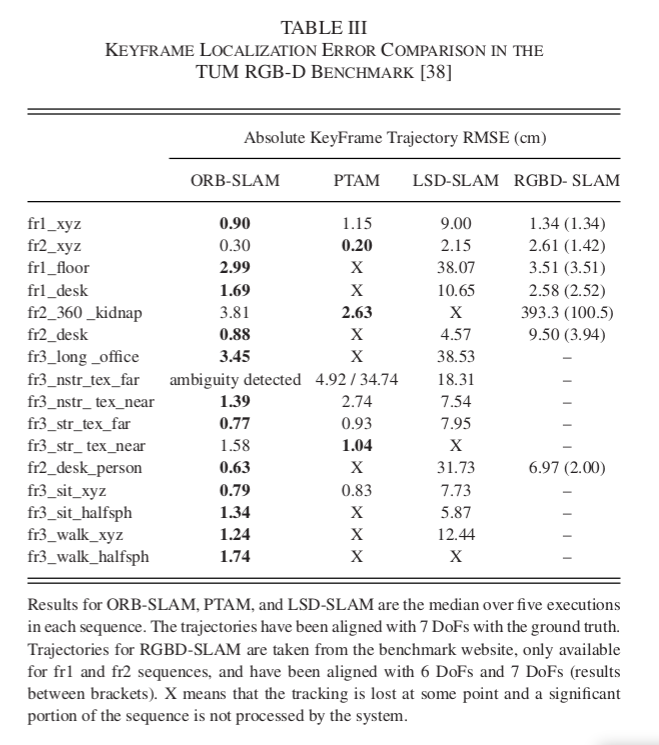 TABLE III
KEYFRAME LOCALIZATION ERROR COMPARISON IN THE
TUM RGB-D BENCHMARK [38]
Absolute KeyFrame Trajectory RMSE (cm)
ORB-SLAM PTAM LSD-SLAM RGBD- SLAM
fr1_xyz 0.90 1.15 9.00 1.34 (1.34)
fr2_xyz 0.30 0.20 2.15 2.61 (1.42)
fr1_floor 2.99 X 38.07 3.51 (3.51)
fr1_desk 1.69 X 10.65 2.58 (2.52)
fr2_360 _kidnap 3.81 2.63 X 393.3 (100.5)
fr2_desk 0.88 X 4.57 9.50 (3.94)
fr3_long _office 3.45 X 38.53 –
fr3_nstr_tex_far ambiguity detected 4.92 / 34.74 18.31 –
fr3_nstr_ tex_near 1.39 2.74 7.54 –
fr3_str_tex_far 0.77 0.93 7.95 –
fr3_str_ tex_near 1.58 1.04 X –
fr2_desk_person 0.63 X 31.73 6.97 (2.00)
fr3_sit_xyz 0.79 0.83 7.73 –
fr3_sit_halfsph 1.34 X 5.87 –
fr3_walk_xyz 1.24 X 12.44 –
fr3_walk_halfsph 1.74 X X –
Results for ORB-SLAM, PTAM, and LSD-SLAM are the median over five executions
in each sequence. The trajectories have been aligned with 7 DoFs with the ground truth.
Trajectories for RGBD-SLAM are taken from the benchmark website, only available
for fr1 and fr2 sequences, and have been aligned with 6 DoFs and 7 DoFs (results
between brackets). X means that the tracking is lost at some point and a significant
portion of the sequence is not processed by the system.